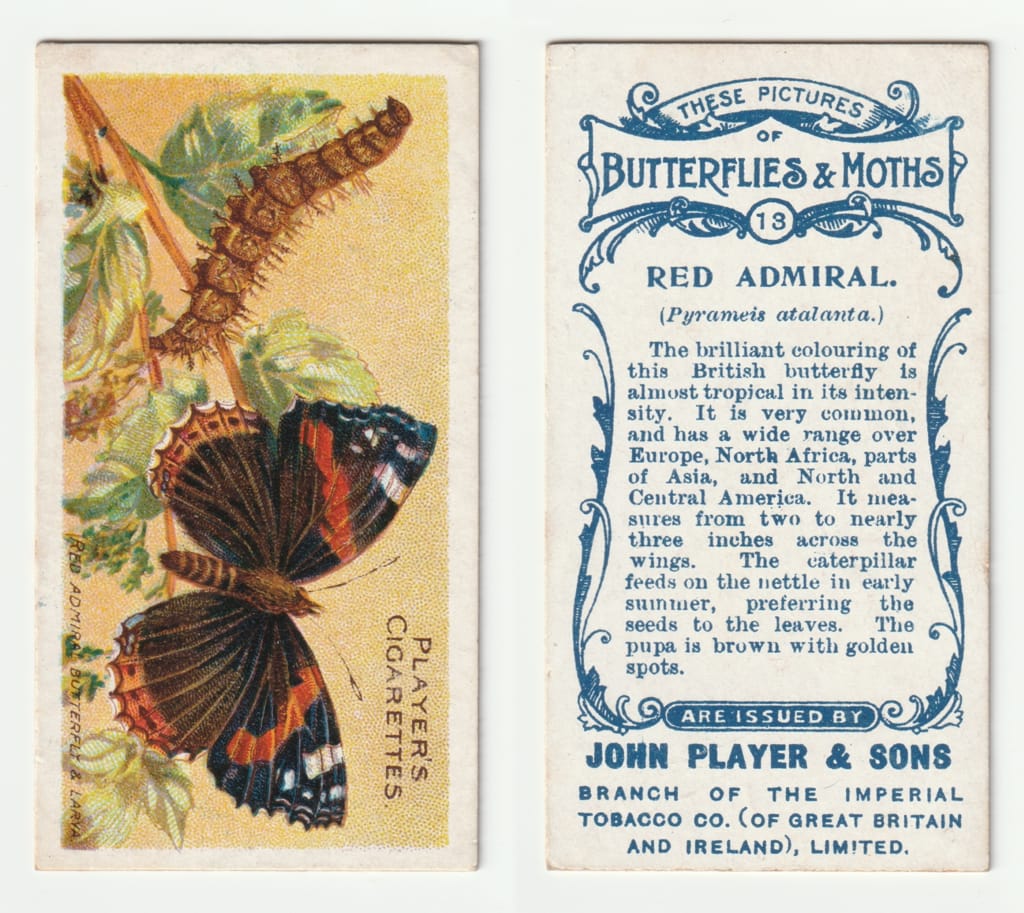 PLAYER'S
CIGARETTES
RED ADMIRAL BUTTERFLY & LARVA.
THESE PICTURES
OF
BUTTERFLIES & MOTHS
13
RED ADMIRAL.
(Pyrameis atalanta.)
The brilliant colouring of
this British butterfly is
almost tropical in its inten-
sity. It is very common,
and has a wide range over
Europe, North Africa, parts
of Asia, and North and
Central America. It mea-
sures from two to nearly
three inches across the
wings. The caterpillar
feeds on the nettle in early
summer, preferring the
seeds to the leaves. The
pupa is brown with golden
spots.
ARE ISSUED BY
JOHN PLAYER & SONS
BRANCH OF THE IMPERIAL
TOBACCO CO. (OF GREAT BRITAIN
AND IRELAND), LIMITED.